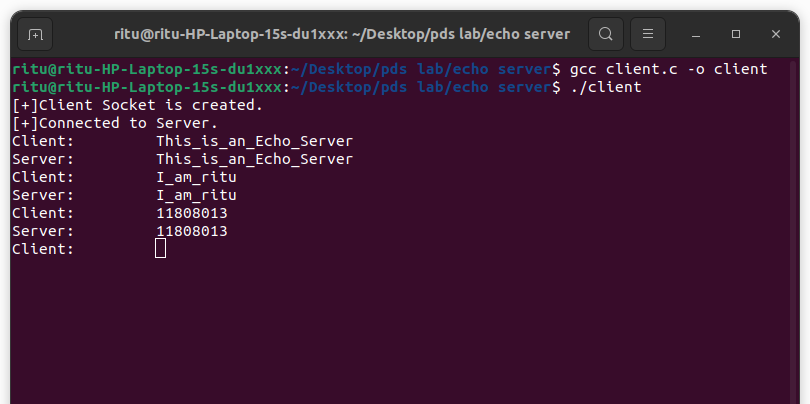 ritu@ritu-HP-Laptop-15s-du1xxx: ~/Desktop/pds lab/echo server
ritu@ritu-HP-Laptop-15s-du1xxx:~/Desktop/pds lab/echo server$ gcc client.c -o client
ritu@ritu-HP-Laptop-15s-du1xxx:~/Desktop/pds lab/echo server$ ./client
[+]Client Socket is created.
[+]Connected to Server.
Client:         This_is_an_Echo_Server
Server:         This_is_an_Echo_Server
Client:         I_am_ritu
Server:         I_am_ritu
Client:         11808013
Server:         11808013
Client: